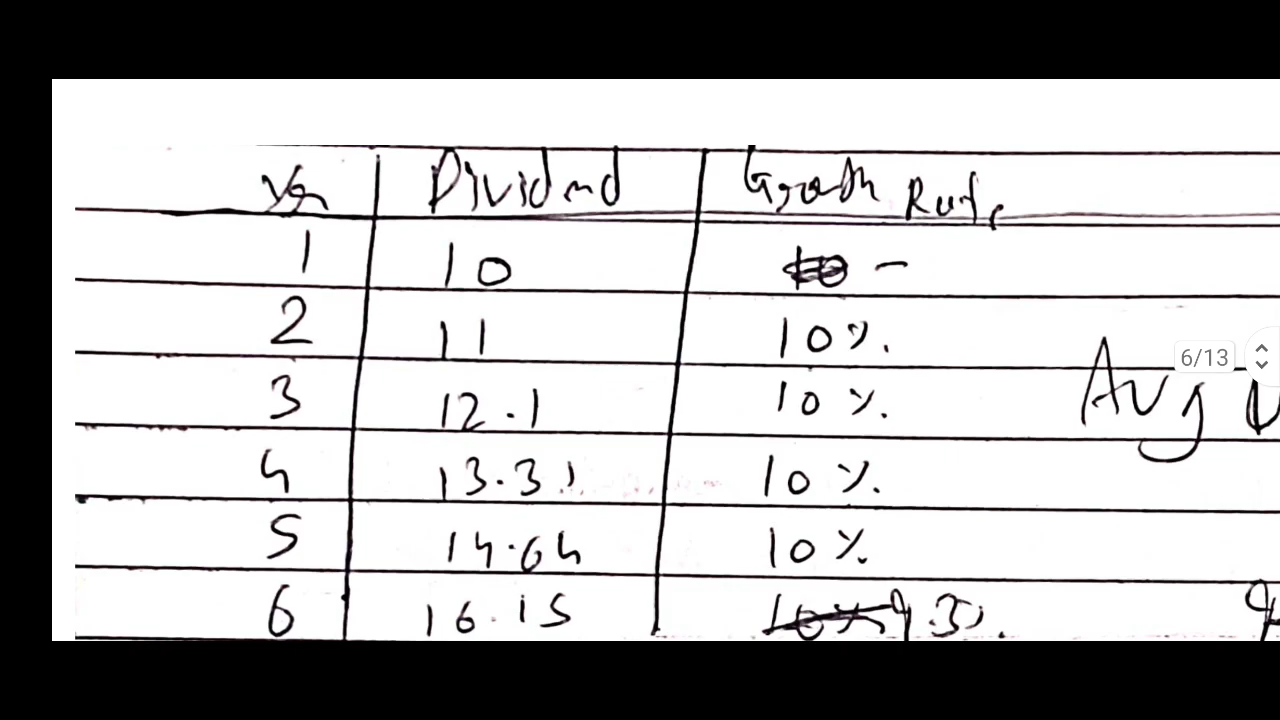 Yr Dividend Growth Rate
1 10 -
2 11 10%.
3 12.1 10%.
4 13.31 10%.
5 14.64 10%.
6 16.15
Avg
6/13